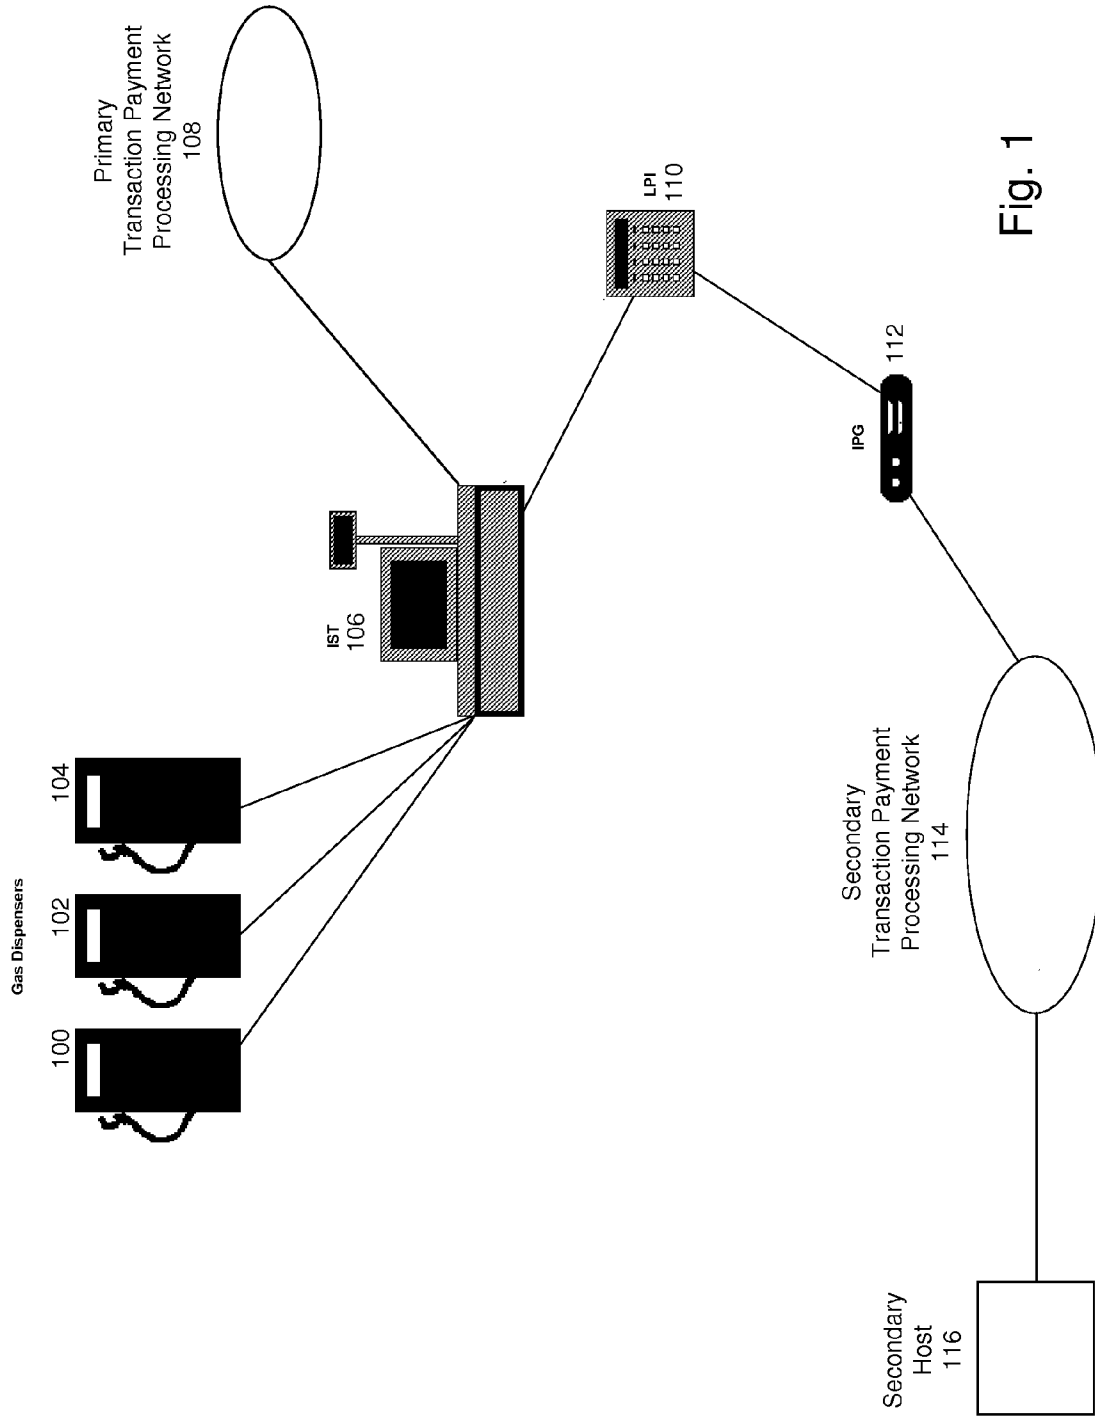 Gas Dispensers
100
102
104
IST
106
Primary
Transaction Payment
Processing Network
108
LPI
110
IPG
112
Secondary
Transaction Payment
Processing Network
114
Secondary
Host
116
Fig. 1